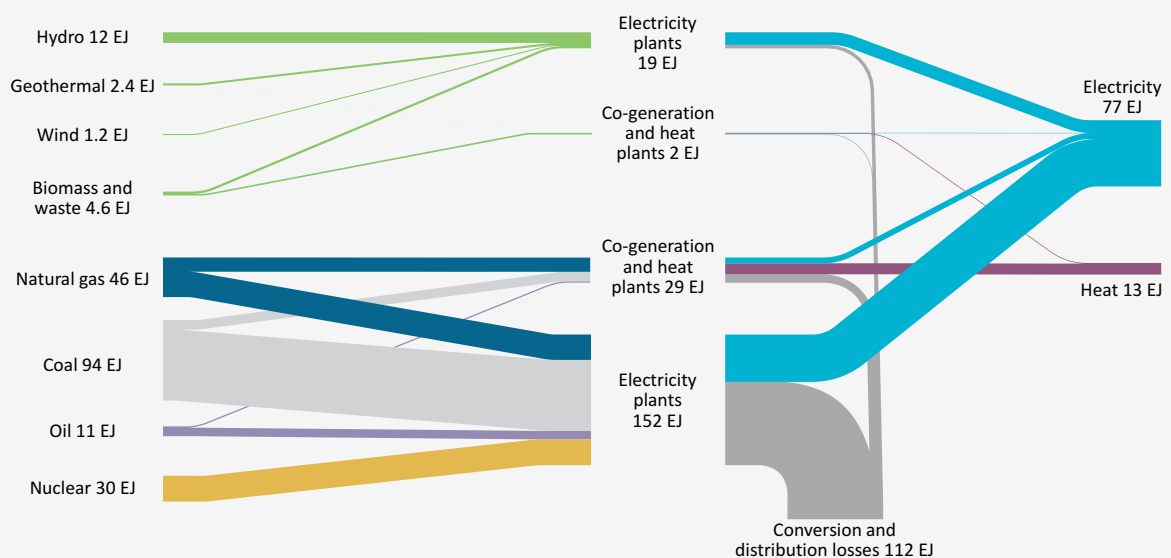 Hydro 12 EJ
Geothermal 2.4 EJ
Wind 1.2 EJ
Biomass and
waste 4.6 EJ
Natural gas 46 EJ
Coal 94 EJ
Oil 11 EJ
Nuclear 30 EJ
Electricity
plants
19 EJ
Co-generation
and heat
plants 2 EJ
Co-generation
and heat
plants 29 EJ
Electricity
plants
152 EJ
Electricity
77 EJ
Heat 13 EJ
Conversion and
distribution losses 112 EJ